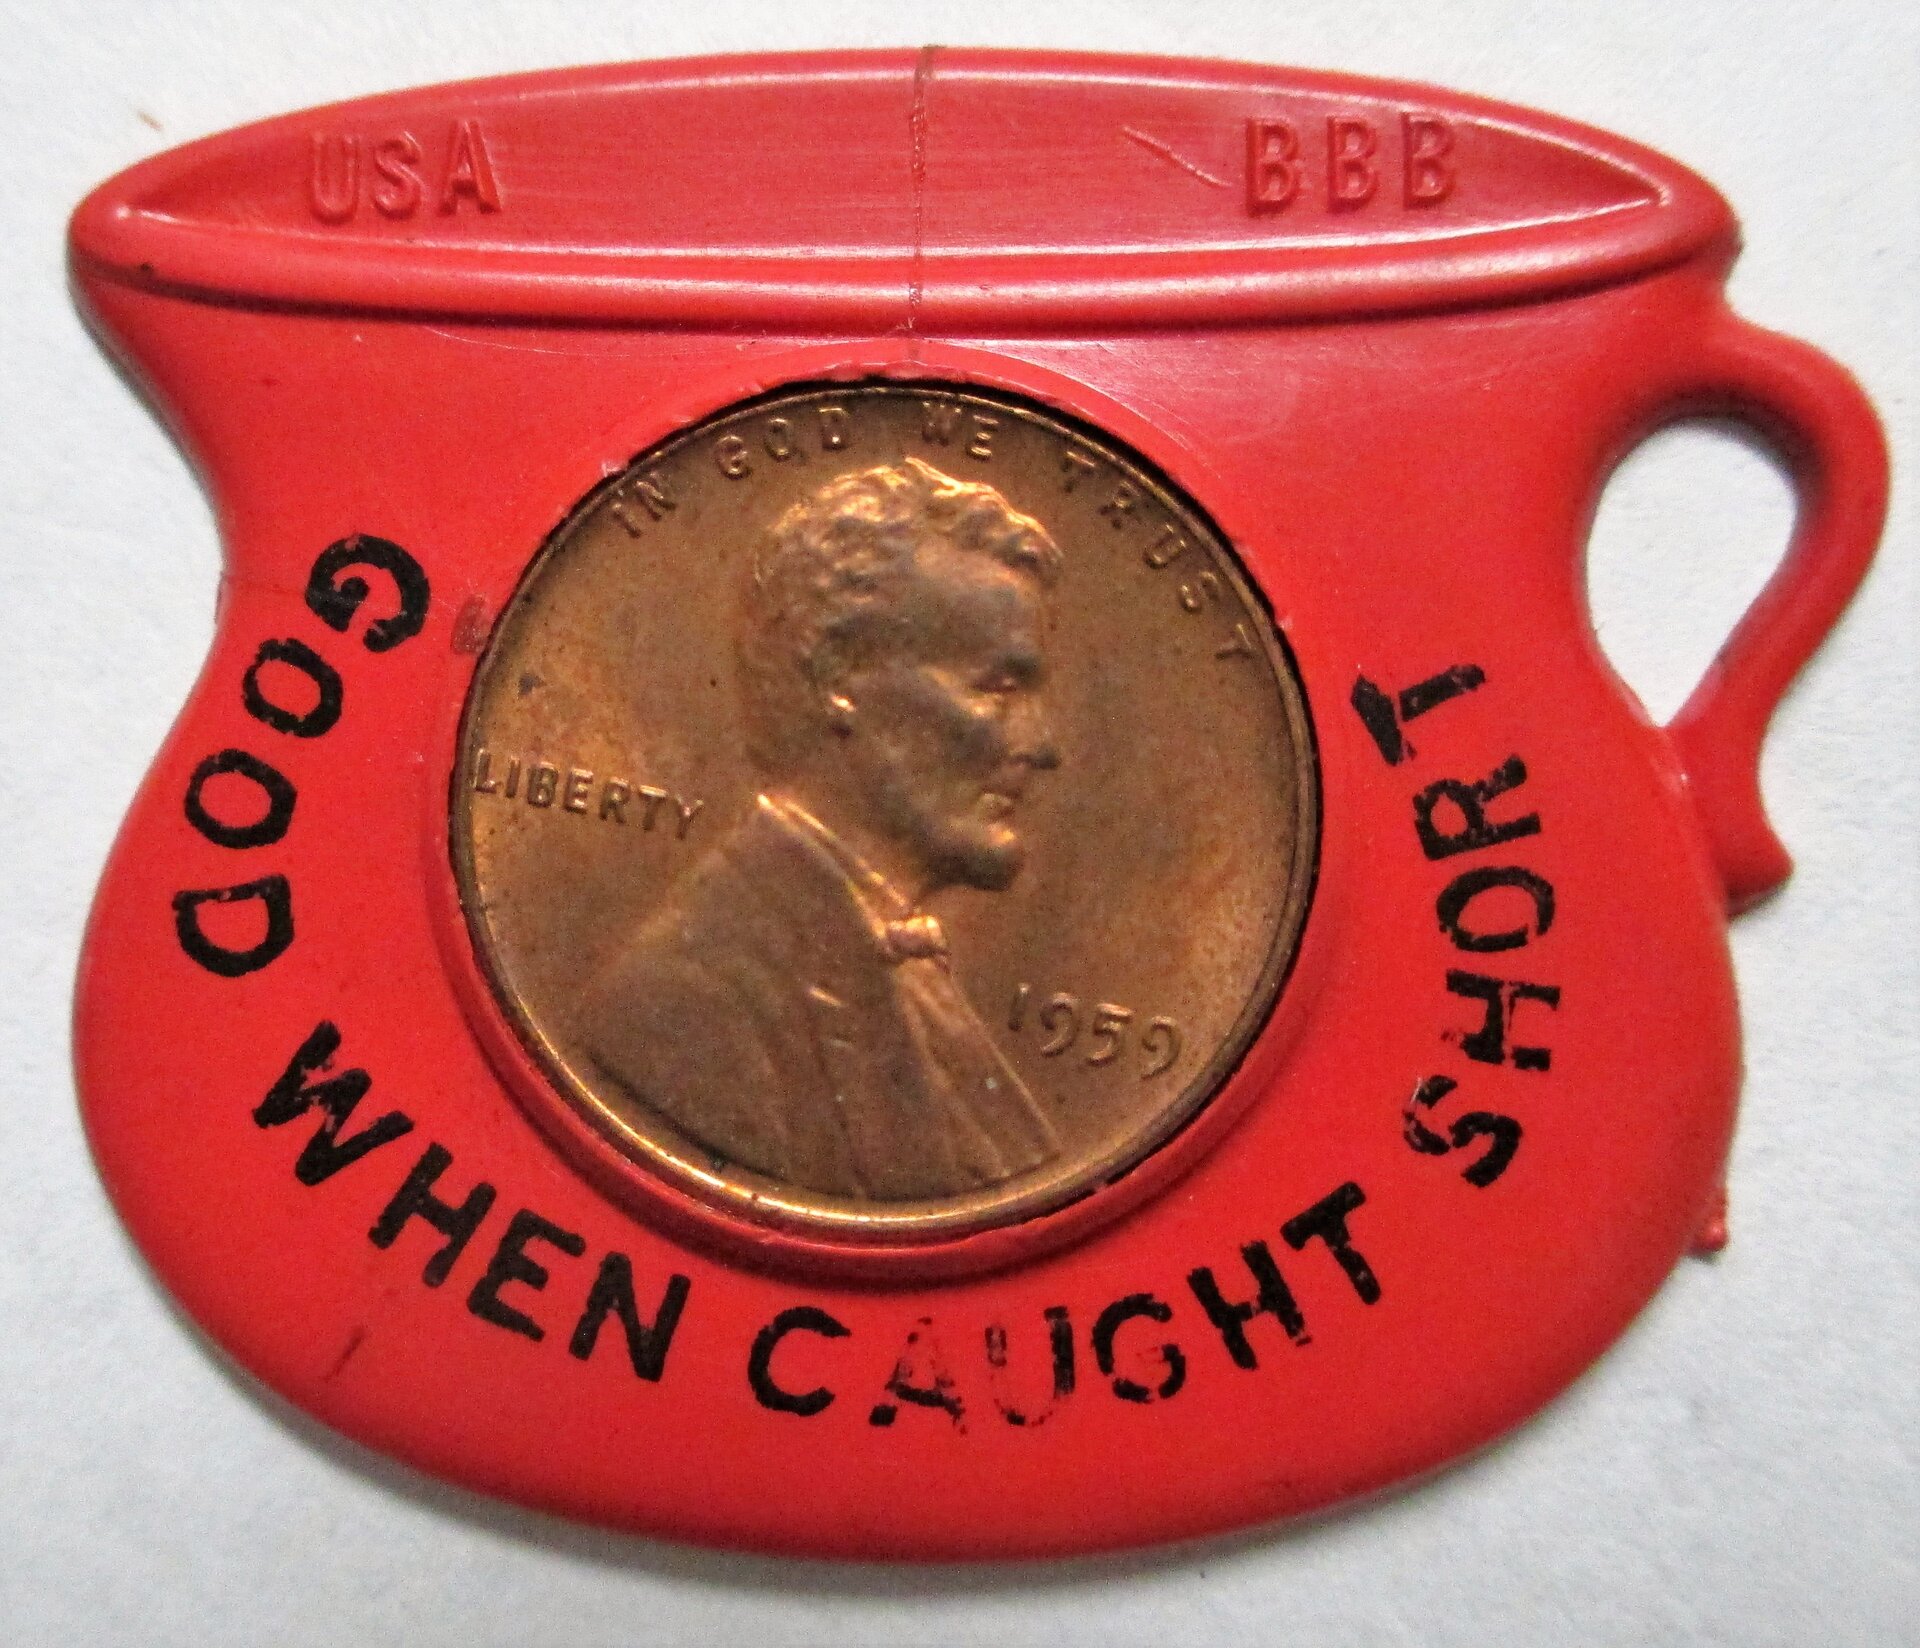 USA BBB
IN GOD WE TRUST
LIBERTY
1959
GOOD WHEN CAUGHT SHORT